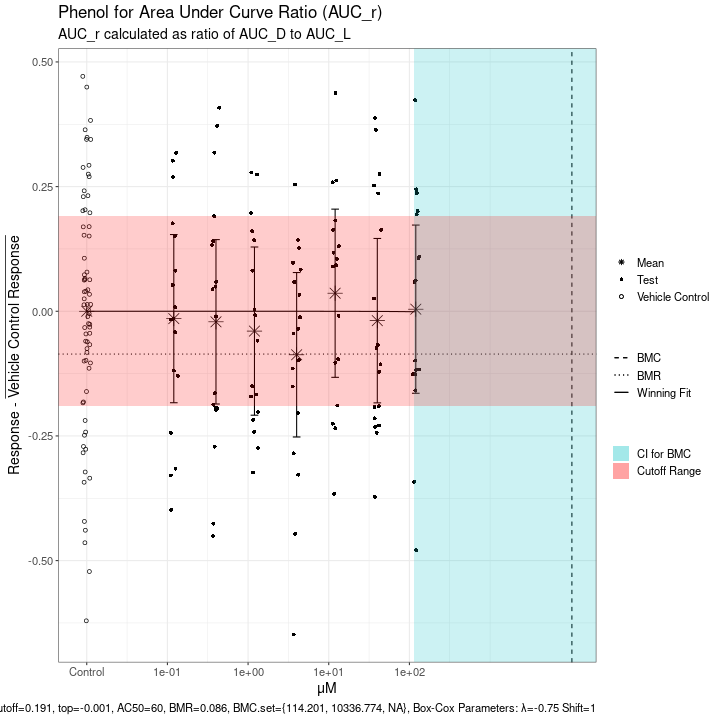 Phenol for Area Under Curve Ratio (AUC_r)
AUC_r calculated as ratio of AUC_D to AUC_L
Response - Vehicle Control Response
0.50
0.25
0.00
-0.25
-0.50
Control
1e-01
1e+00
1e+01
1e+02
μM
Mean
Test
Vehicle Control
BMC
BMR
Winning Fit
CI for BMC
Cutoff Range
utoff=0.191, top=-0.001, AC50=60, BMR=0.086, BMC.set={114.201, 10336.774, NA}, Box-Cox Parameters: λ=-0.75 Shift=1